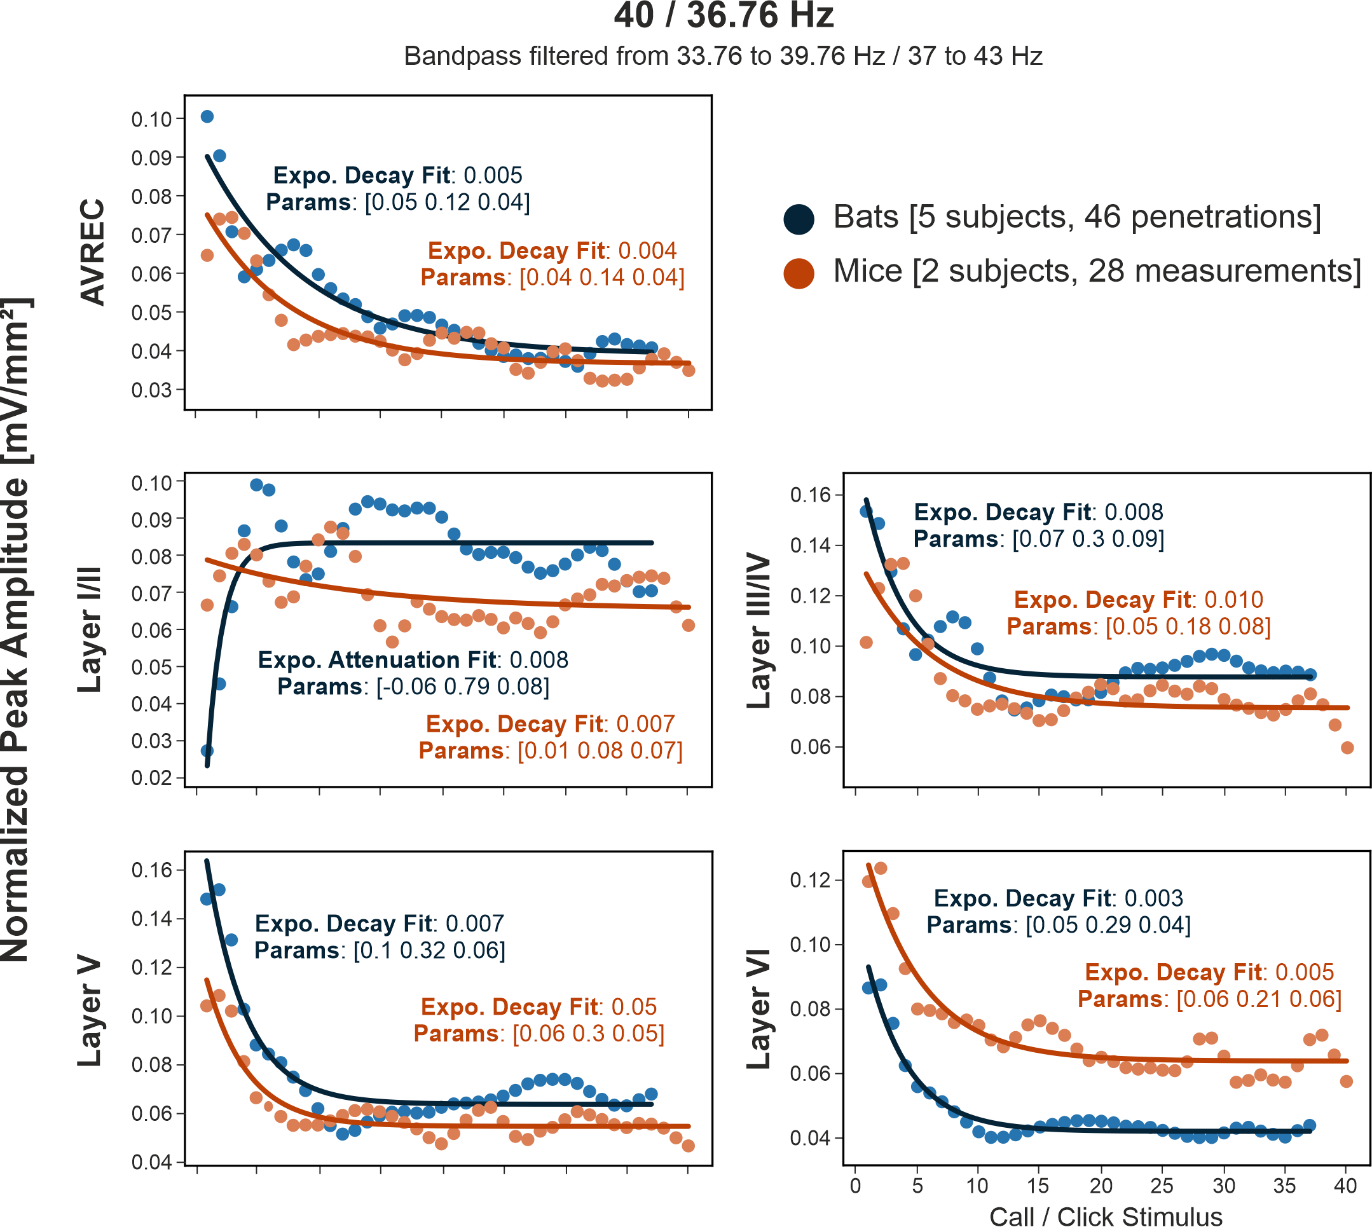 40 / 36.76 Hz
Bandpass filtered from 33.76 to 39.76 Hz / 37 to 43 Hz
Normalized Peak Amplitude [mV/mm²]
AVREC
0.10
0.09
0.08
0.07
0.06
0.05
0.04
0.03
Expo. Decay Fit: 0.005
Params: [0.05 0.12 0.04]
Expo. Decay Fit: 0.004
Params: [0.04 0.14 0.04]
Bats [5 subjects, 46 penetrations]
Mice [2 subjects, 28 measurements]
Layer I/II
0.10
0.09
0.08
0.07
0.06
0.05
0.04
0.03
0.02
Expo. Attenuation Fit: 0.008
Params: [-0.06 0.79 0.08]
Expo. Decay Fit: 0.007
Params: [0.01 0.08 0.07]
Layer III/IV
0.16
0.14
0.12
0.10
0.08
0.06
Expo. Decay Fit: 0.008
Params: [0.07 0.3 0.09]
Expo. Decay Fit: 0.010
Params: [0.05 0.18 0.08]
Layer V
0.16
0.14
0.12
0.10
0.08
0.06
0.04
Expo. Decay Fit: 0.007
Params: [0.1 0.32 0.06]
Expo. Decay Fit: 0.05
Params: [0.06 0.3 0.05]
Layer VI
0.12
0.10
0.08
0.06
0.04
Expo. Decay Fit: 0.003
Params: [0.05 0.29 0.04]
Expo. Decay Fit: 0.005
Params: [0.06 0.21 0.06]
0 5 10 15 20 25 30 35 40
Call / Click Stimulus